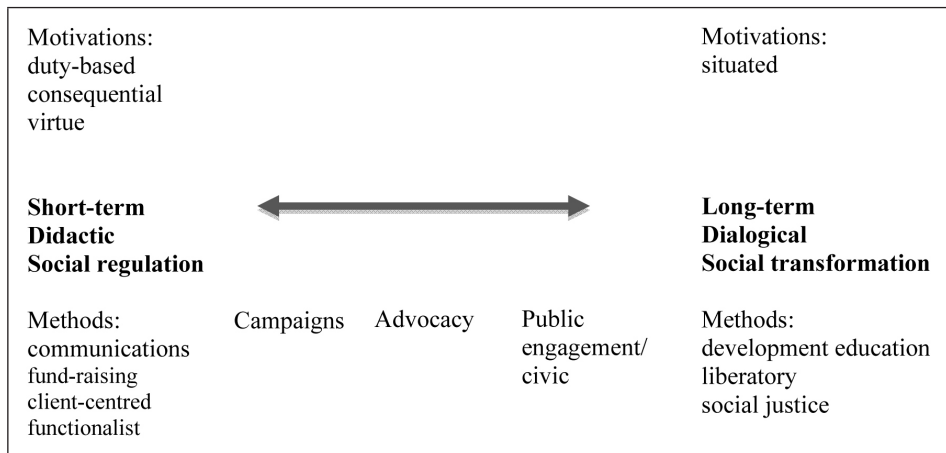 Motivations:
duty-based
consequential
virtue
Motivations:
situated
Short-term
Didactic
Social regulation
Long-term
Dialogical
Social transformation
Methods:
communications
fund-raising
client-centred
functionalist
Campaigns
Advocacy
Public
engagement/
civic
Methods:
development education
liberatory
social justice